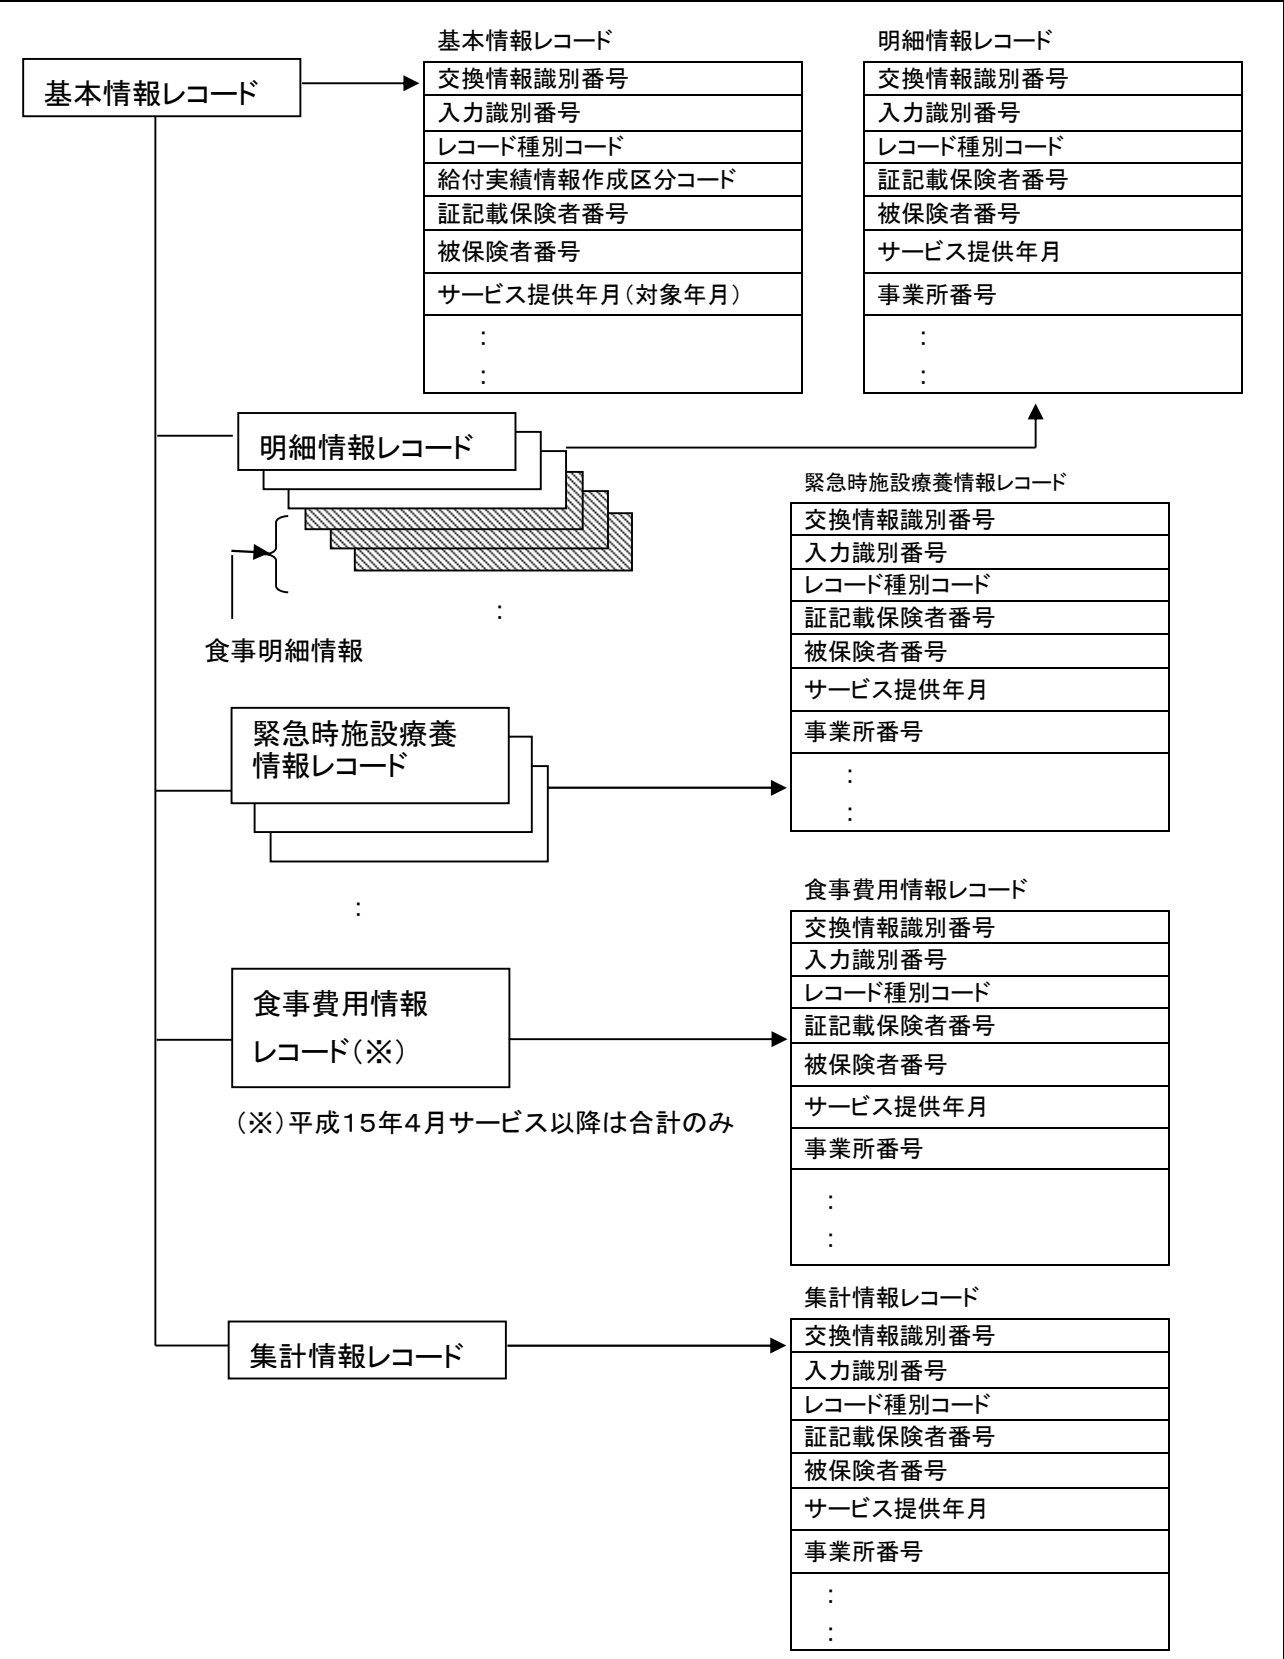 基本情報レコード
基本情報レコード
交換情報識別番号
入力識別番号
レコード種別コード
給付実績情報作成区分コード
証記載保険者番号
被保険者番号
サービス提供年月(対象年月)
:
:
明細情報レコード
交換情報識別番号
入力識別番号
レコード種別コード
証記載保険者番号
被保険者番号
サービス提供年月
事業所番号
:
:
明細情報レコード
:
食事明細情報
緊急時施設療養情報レコード
交換情報識別番号
入力識別番号
レコード種別コード
証記載保険者番号
被保険者番号
サービス提供年月
事業所番号
:
:
緊急時施設療養
情報レコード
:
食事費用情報レコード
交換情報識別番号
入力識別番号
レコード種別コード
証記載保険者番号
被保険者番号
サービス提供年月
事業所番号
:
:
食事費用情報
レコード(※)
(※)平成15年4月サービス以降は合計のみ
集計情報レコード
集計情報レコード
交換情報識別番号
入力識別番号
レコード種別コード
証記載保険者番号
被保険者番号
サービス提供年月
事業所番号
:
: